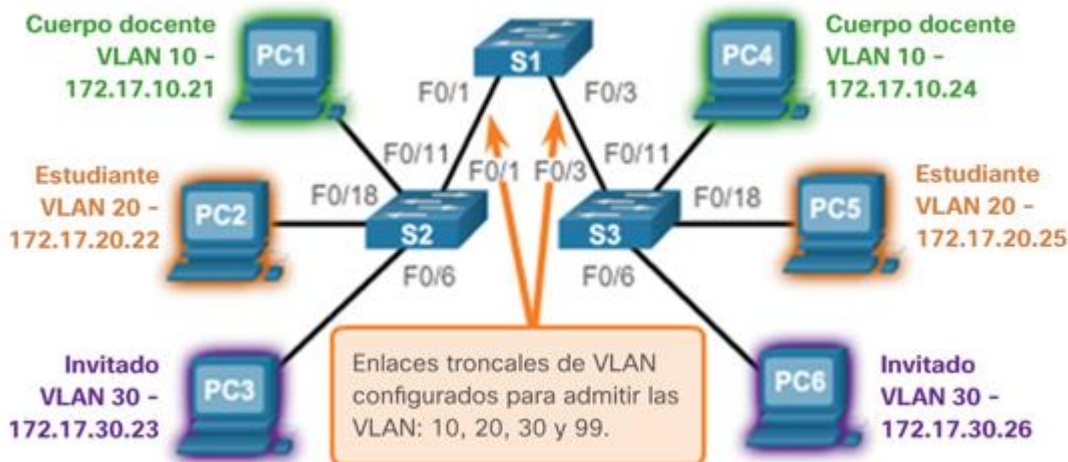 Cuerpo docente
VLAN 10 –
172.17.10.21
PC1
S1
PC4
Cuerpo docente
VLAN 10 –
172.17.10.24
F0/1
F0/3
F0/11
F0/1
F0/3
F0/11
Estudiante
VLAN 20 –
172.17.20.22
PC2
F0/18
S2
S3
F0/18
PC5
Estudiante
VLAN 20 –
172.17.20.25
F0/6
F0/6
Invitado
VLAN 30 –
172.17.30.23
PC3
Enlaces troncales de VLAN
configurados para admitir las
VLAN: 10, 20, 30 y 99.
PC6
Invitado
VLAN 30 –
172.17.30.26